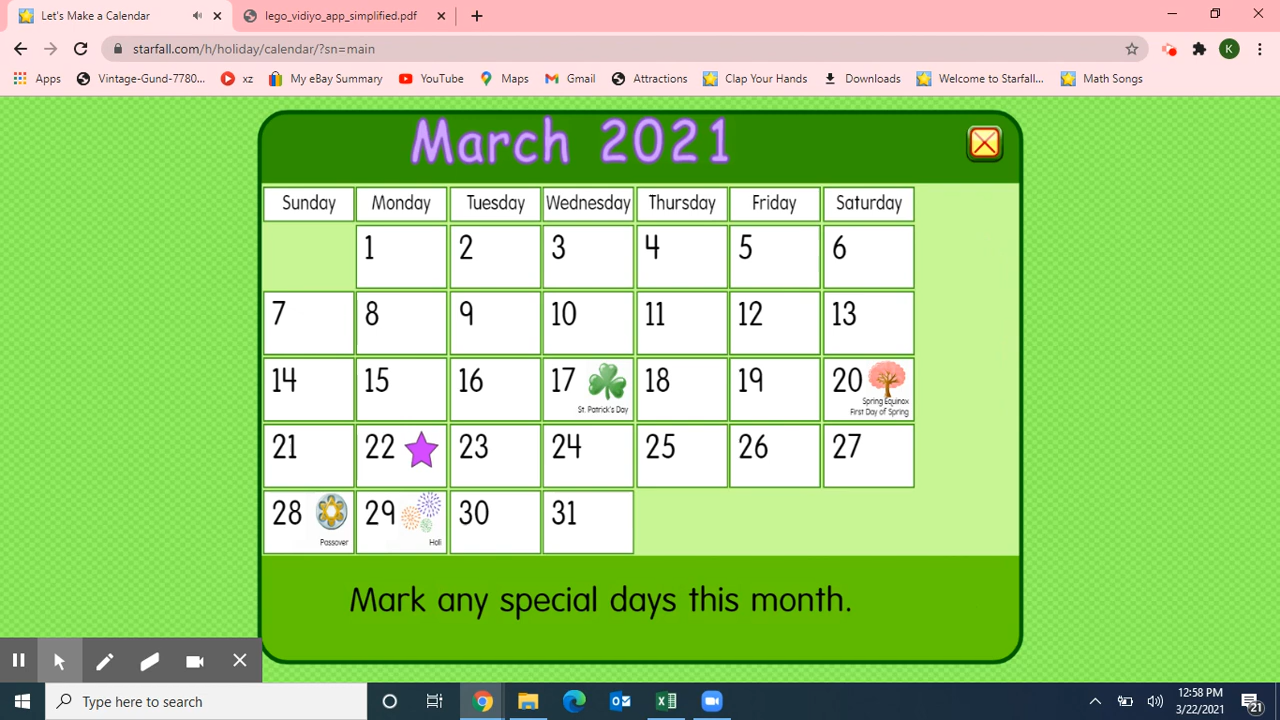 Let's Make a Calendar
lego_vidiyo_app_simplified.pdf
starfall.com/h/holiday/calendar/?sn=main
K
Apps
Vintage-Gund-7780...
xz
My eBay Summary
YouTube
Maps
Gmail
Attractions
Clap Your Hands
Downloads
Welcome to Starfall...
Math Songs
March 2021
Sunday Monday Tuesday Wednesday Thursday Friday Saturday
1 2 3 4 5 6
7 8 9 10 11 12 13
14 15 16 17 18 19 20
St. Patrick's Day
Spring Equinox
First Day of Spring
21 22 23 24 25 26 27
28 29 30 31
Passover
Holi
Mark any special days this month.
Type here to search
12:58 PM
3/22/2021
21